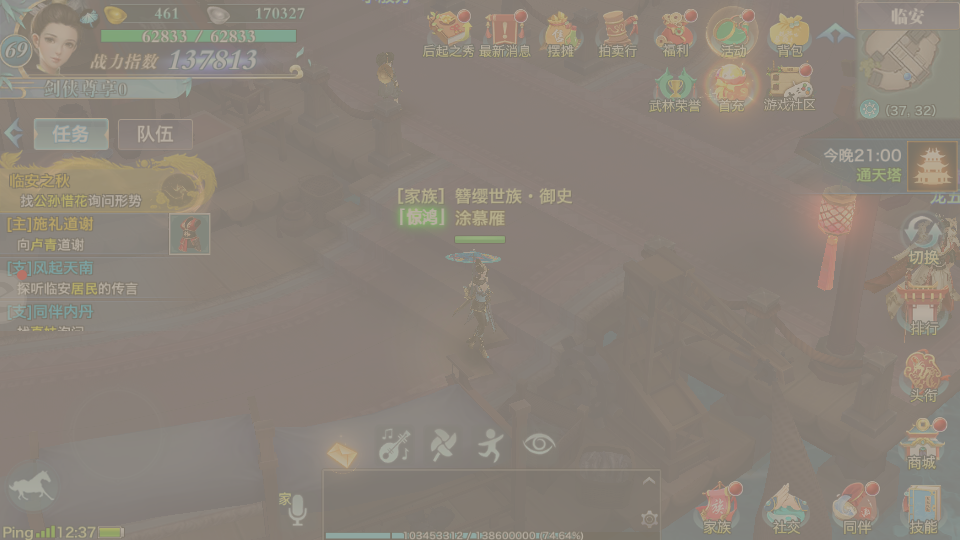 461
170327
62833 / 62833
69
战力指数 137813
剑侠尊享0
后起之秀
最新消息
摆摊
拍卖行
福利
活动
背包
武林荣誉
首充
游戏社区
临安
(37, 32)
任务
队伍
今晚21:00
通天塔
临安之秋
找公孙惜花询问形势
[主]施礼道谢
向卢青道谢
[支]风起天南
探听临安居民的传言
[支]同伴内丹
[家族] 簪缨世族·御史
[惊鸿] 涂慕雁
切换
排行
头衔
商城
家族
社交
同伴
技能
家
Ping
12:37
103453312 / 138600000 (74.64%)